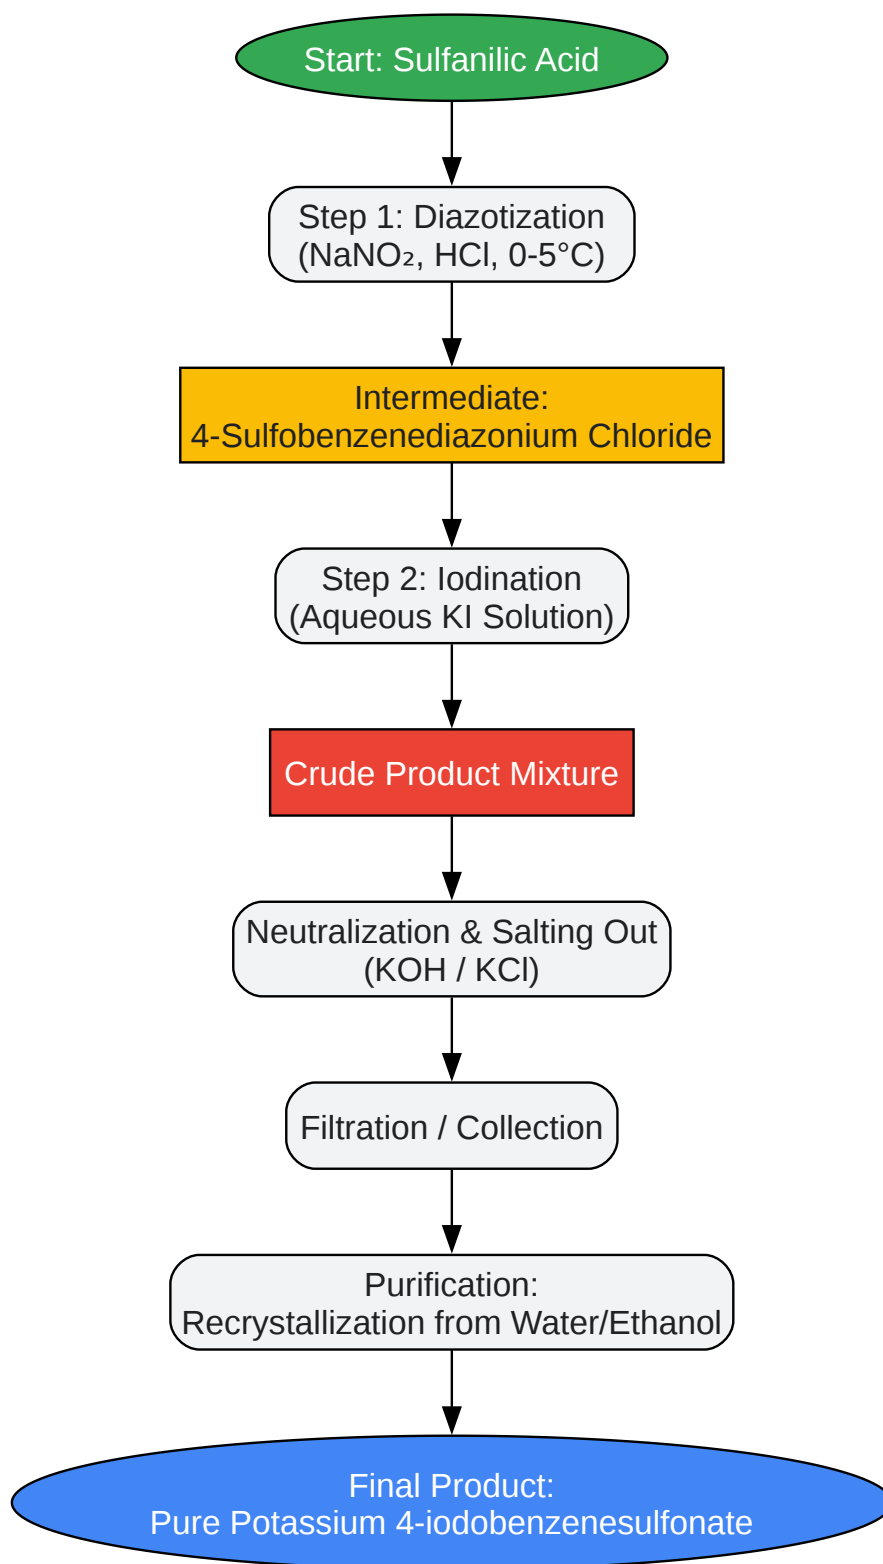 Start: Sulfanilic Acid
Step 1: Diazotization
(NaNO₂, HCl, 0-5°C)
Intermediate:
4-Sulfobenzenediazonium Chloride
Step 2: Iodination
(Aqueous KI Solution)
Crude Product Mixture
Neutralization & Salting Out
(KOH / KCl)
Filtration / Collection
Purification:
Recrystallization from Water/Ethanol
Final Product:
Pure Potassium 4-iodobenzenesulfonate